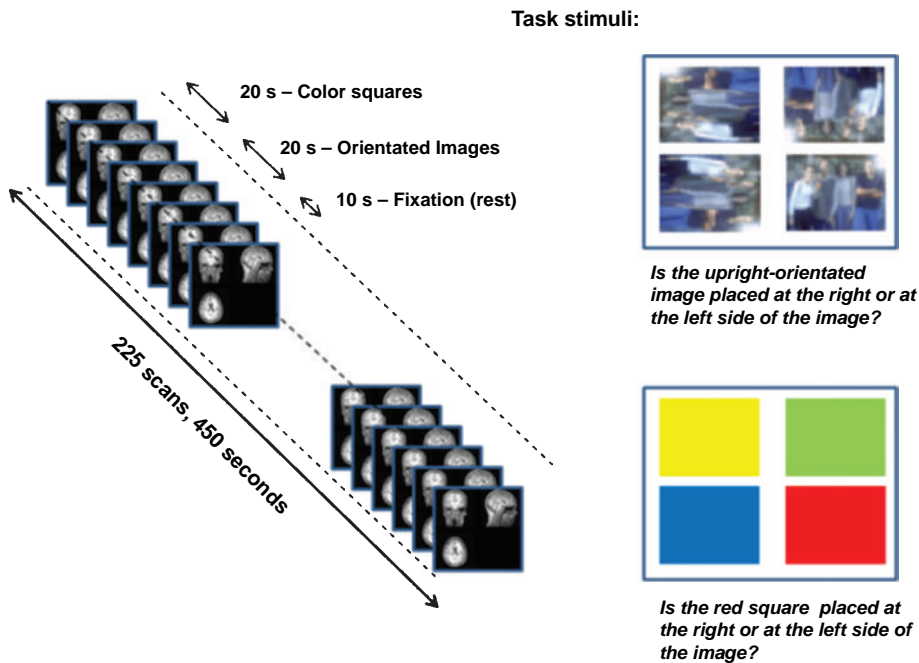 Task stimuli:
20 s – Color squares
20 s – Orientated Images
10 s – Fixation (rest)
225 scans, 450 seconds
Is the upright-orientated
image placed at the right or at
the left side of the image?
Is the red square placed at
the right or at the left side of
the image?